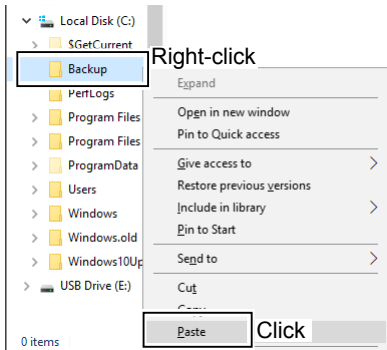 Local Disk (C:)
$GetCurrent
Backup
Right-click
PerfLogs
Program Files
Program Files
ProgramData
Users
Windows
Windows.old
Windows10Up
USB Drive (E:)
0 items
Expand
Open in new window
Pin to Quick access
Give access to
Restore previous versions
Include in library
Pin to Start
Send to
Cut
Copy
Paste
Click